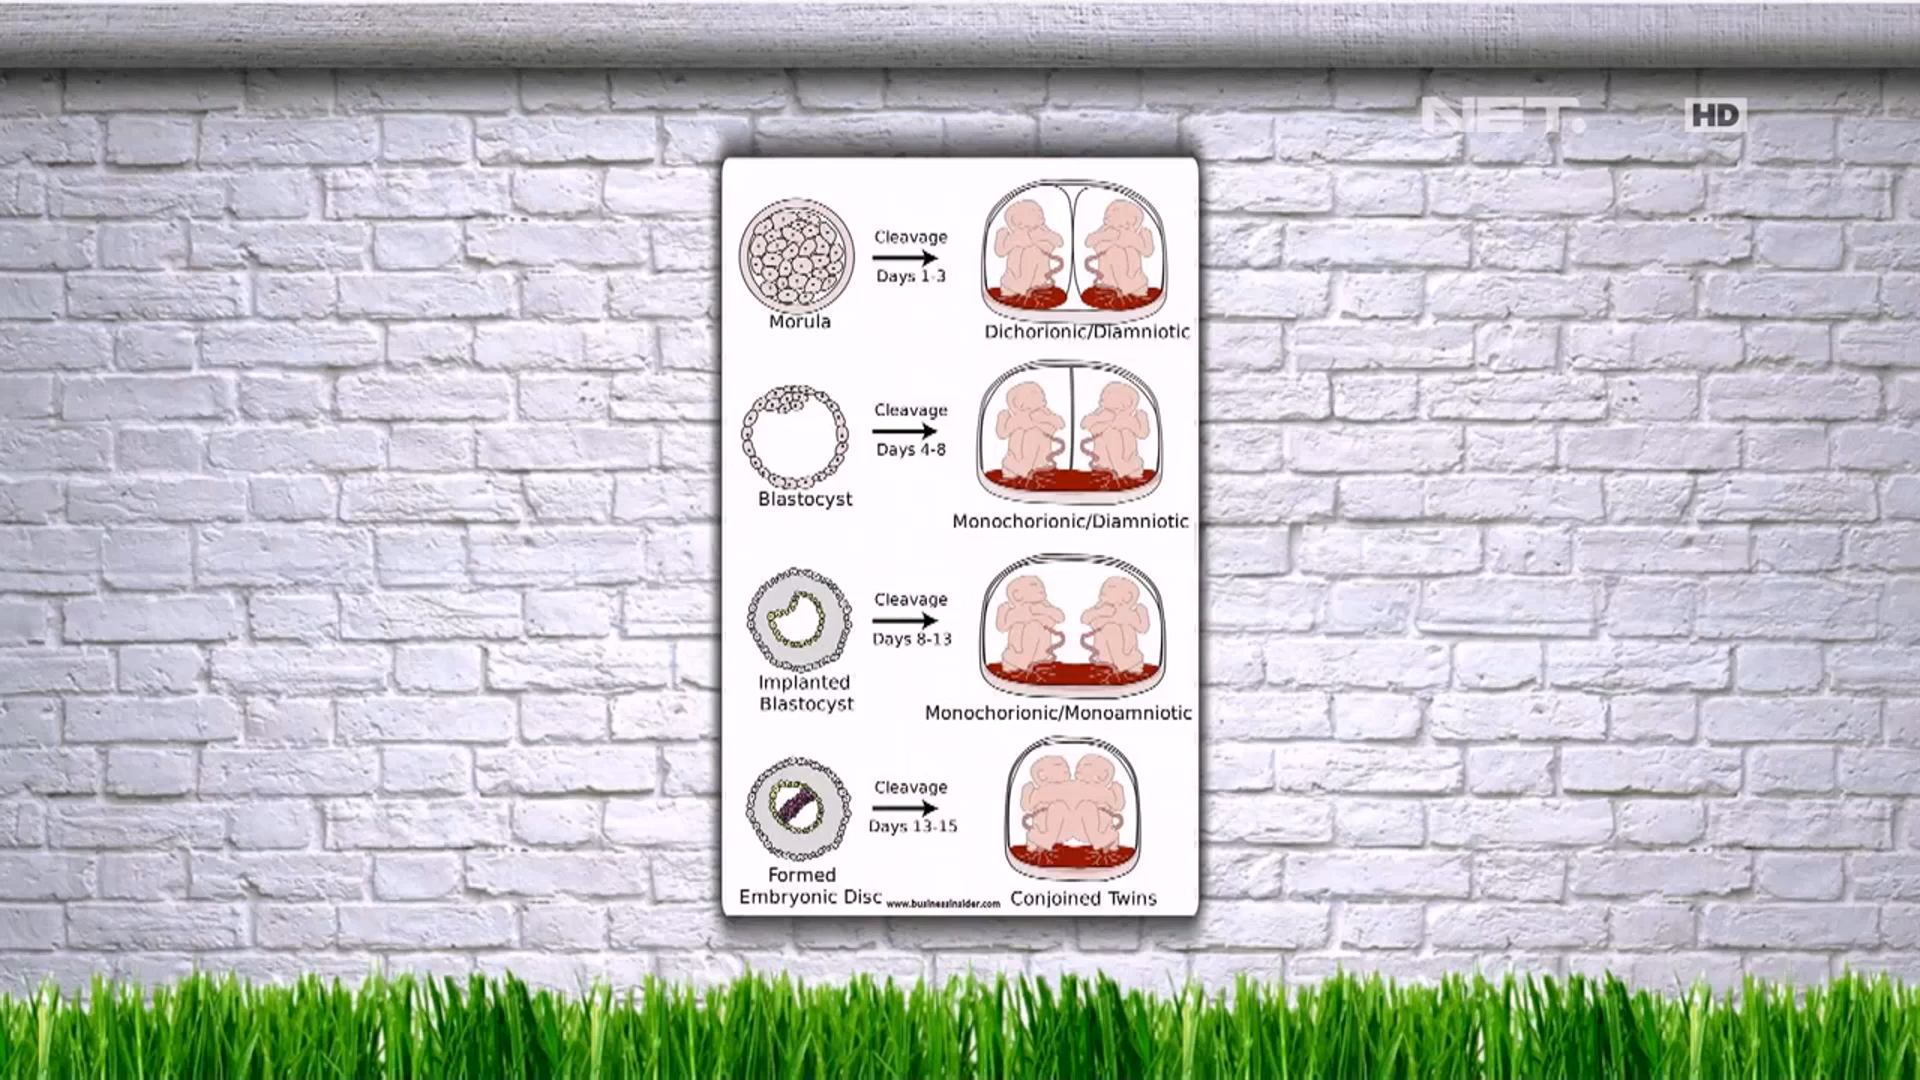 NET.
HD
Cleavage
Days 1-3
Morula
Dichorionic/Diamniotic
Cleavage
Days 4-8
Blastocyst
Monochorionic/Diamniotic
Cleavage
Days 8-13
Implanted
Blastocyst
Monochorionic/Monoamniotic
Cleavage
Days 13-15
Formed
Embryonic Disc
www.businessinsider.com
Conjoined Twins